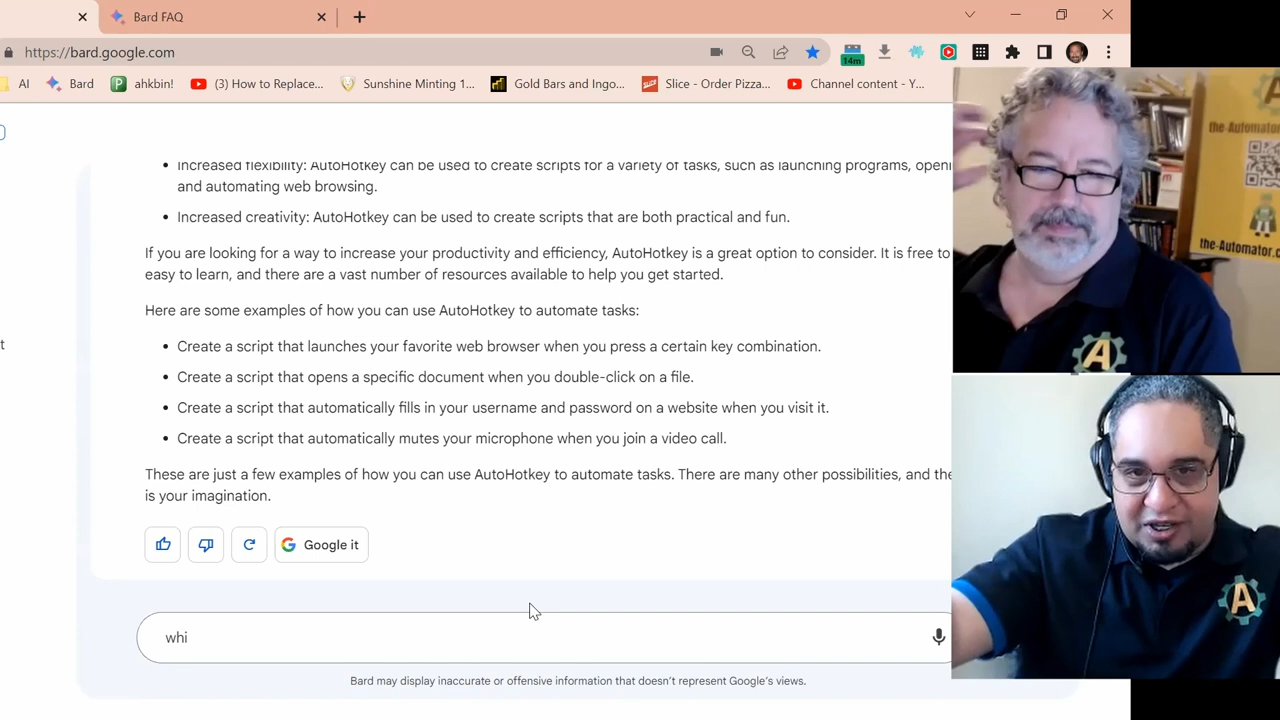 Bard FAQ
https://bard.google.com
14m
AI
Bard
ahkbin!
(3) How to Replace...
Sunshine Minting 1...
Gold Bars and Ingo...
SLICE
Slice - Order Pizza...
Channel content - Y...
• Increased flexibility: AutoHotkey can be used to create scripts for a variety of tasks, such as launching programs, openi
and automating web browsing.
• Increased creativity: AutoHotkey can be used to create scripts that are both practical and fun.
If you are looking for a way to increase your productivity and efficiency, AutoHotkey is a great option to consider. It is free to
easy to learn, and there are a vast number of resources available to help you get started.
Here are some examples of how you can use AutoHotkey to automate tasks:
• Create a script that launches your favorite web browser when you press a certain key combination.
• Create a script that opens a specific document when you double-click on a file.
t
• Create a script that automatically fills in your username and password on a website when you visit it.
• Create a script that automatically mutes your microphone when you join a video call.
These are just a few examples of how you can use AutoHotkey to automate tasks. There are many other possibilities, and the
is your imagination.
Google it
whi
Bard may display inaccurate or offensive information that doesn't represent Google's views.
the-Automator
the-Automator.c
A
A